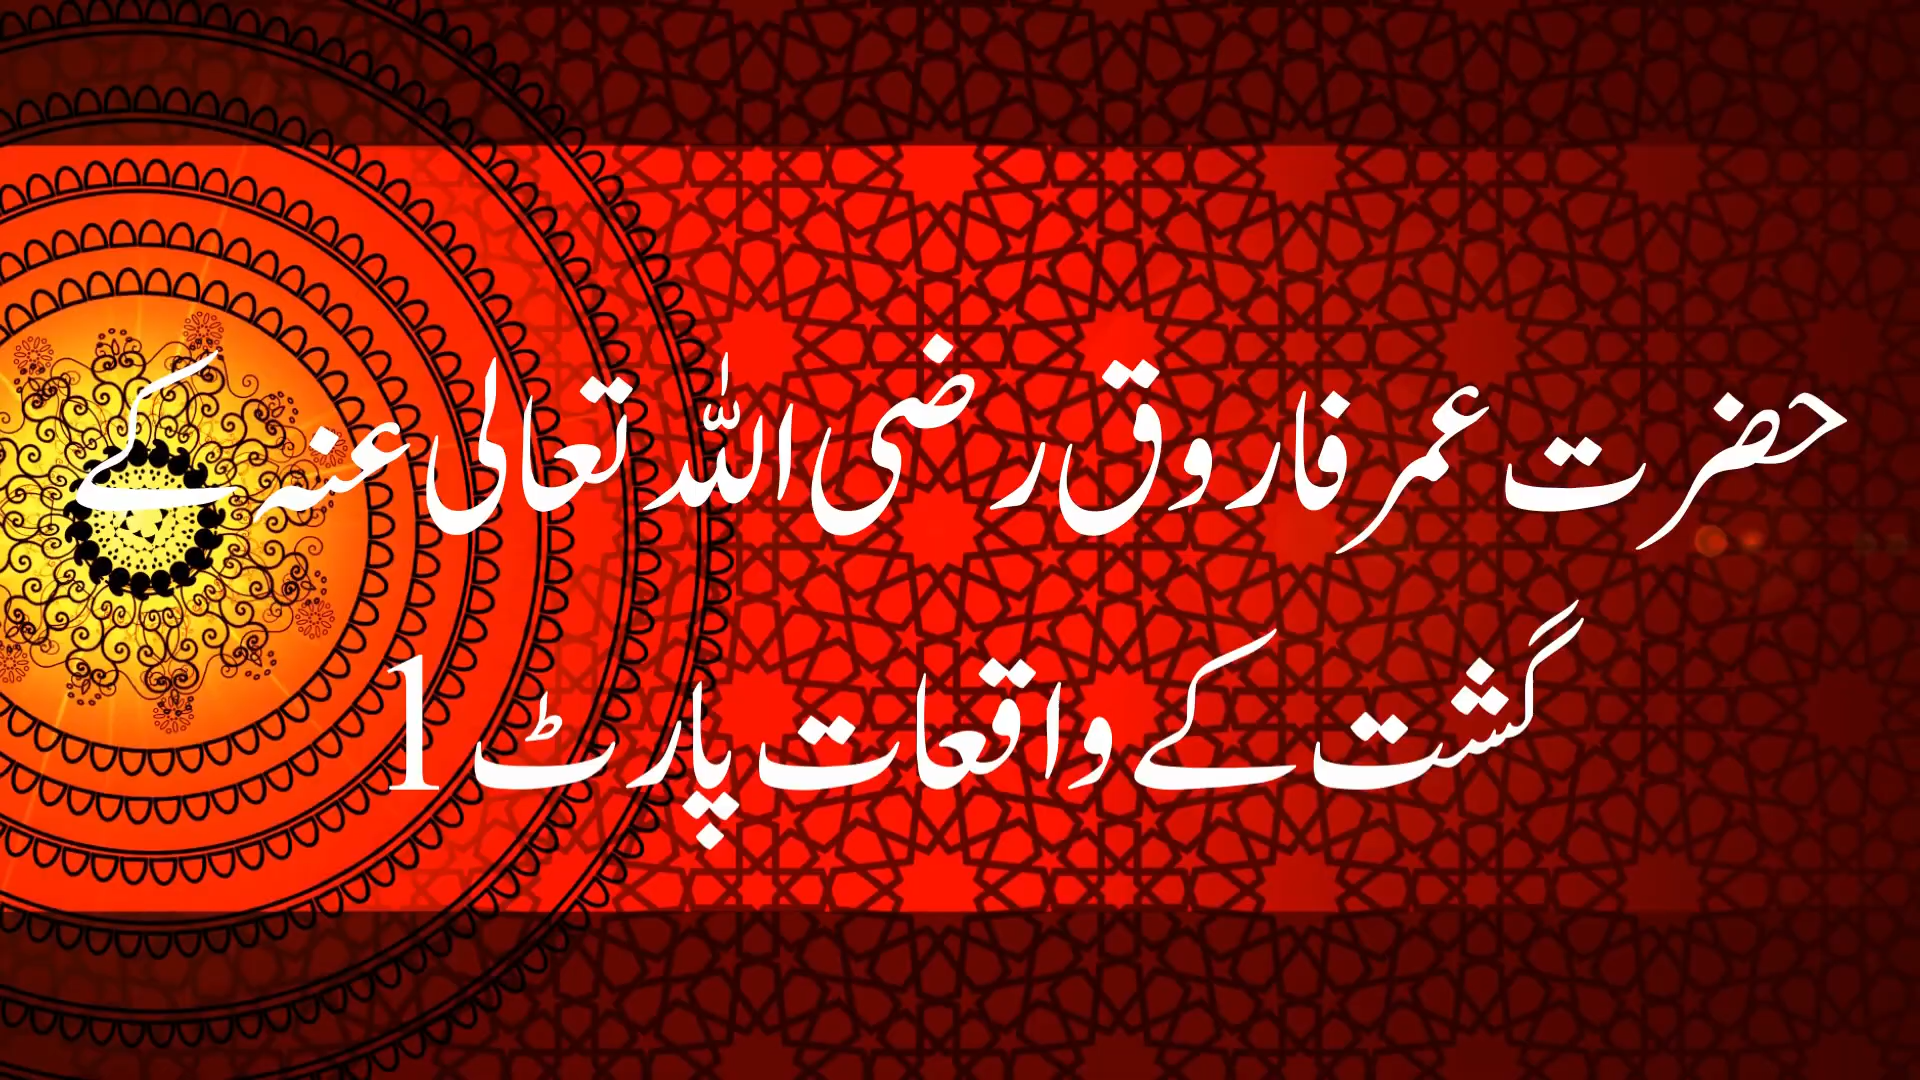 حضرت عمر فاروق رضی اللہ تعالی عنہ کے
گشت کے واقعات پارٹ 1